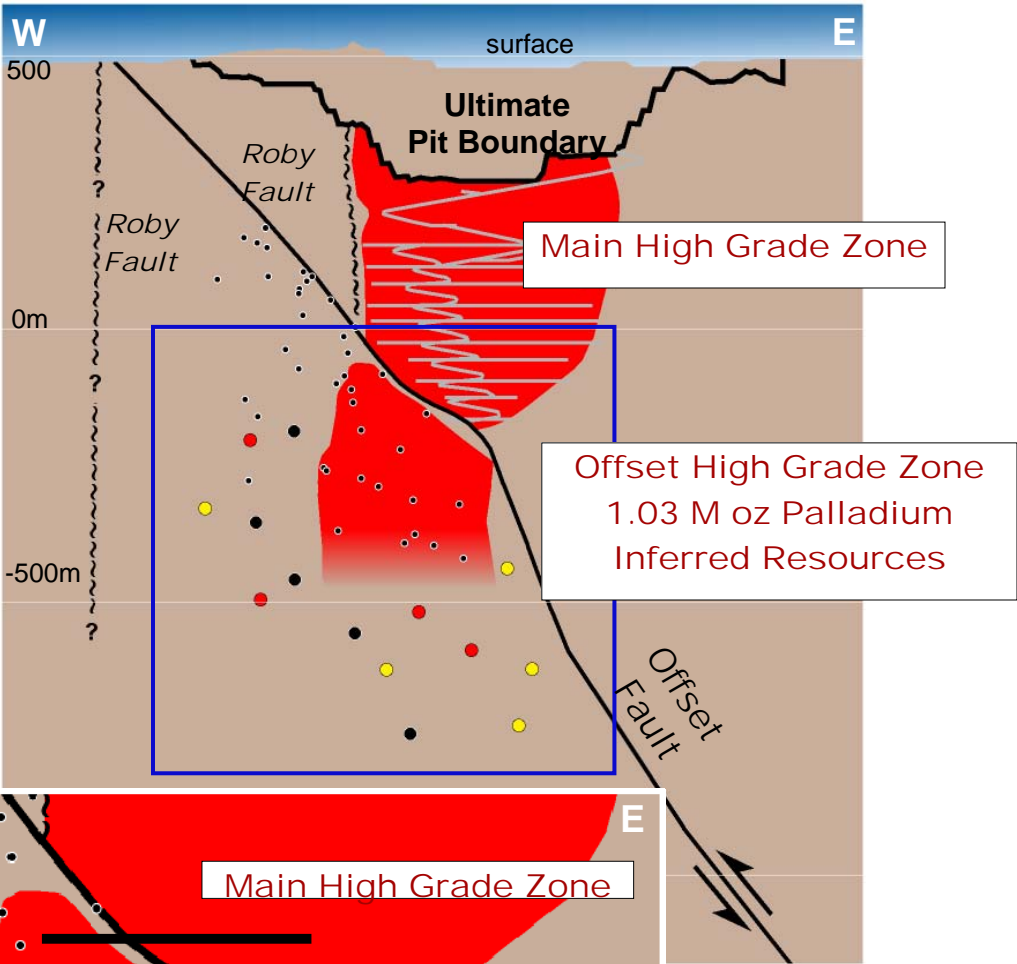 W
E
surface
500
Ultimate
Pit Boundary
Roby
Fault
?
Roby
Fault
Main High Grade Zone
0m
?
Offset High Grade Zone
1.03 M oz Palladium
Inferred Resources
-500m
?
Offset
Fault
E
Main High Grade Zone